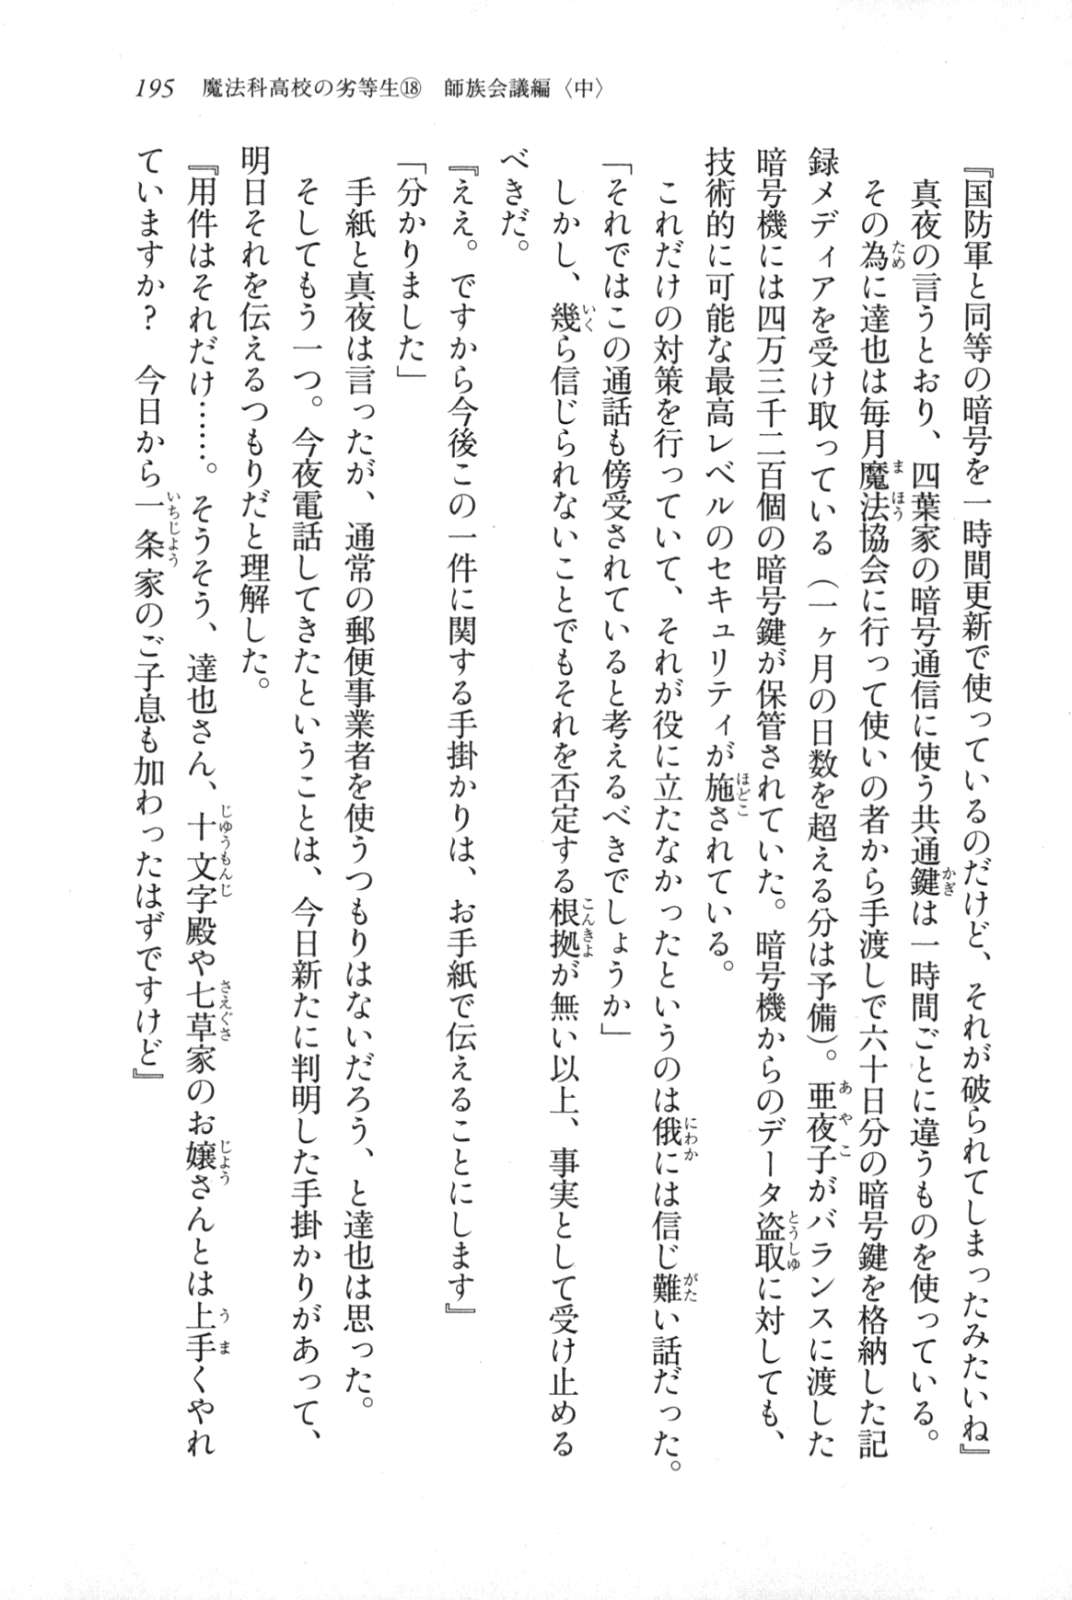 195　魔法科高校の劣等生⑱　師族会議編〈中〉
『国防軍と同等の暗号を一時間更新で使っているのだけど、それが破られてしまったみたいね』
真夜の言うとおり、四葉家の暗号通信に使う共通鍵は一時間ごとに違うものを使っている。
その為に達也は毎月魔法協会に行って使いの者から手渡しで六十日分の暗号鍵を格納した記
録メディアを受け取っている（一ヶ月の日数を超える分は予備）。亜夜子がバランスに渡した
暗号機には四万三千二百個の暗号鍵が保管されていた。暗号機からのデータ盗取に対しても、
技術的に可能な最高レベルのセキュリティが施されている。
これだけの対策を行っていて、それが役に立たなかったというのは俄には信じ難い話だった。
「それではこの通話も傍受されていると考えるべきでしょうか」
しかし、幾ら信じられないことでもそれを否定する根拠が無い以上、事実として受け止める
べきだ。
『ええ。ですから今後この一件に関する手掛かりは、お手紙で伝えることにします』
「分かりました」
手紙と真夜は言ったが、通常の郵便事業者を使うつもりはないだろう、と達也は思った。
そしてもう一つ。今夜電話してきたということは、今日新たに判明した手掛かりがあって、
明日それを伝えるつもりだと理解した。
『用件はそれだけ……。そうそう、達也さん、十文字殿や七草家のお嬢さんとは上手くやれ
ていますか？　今日から一条家のご子息も加わったはずですけど』